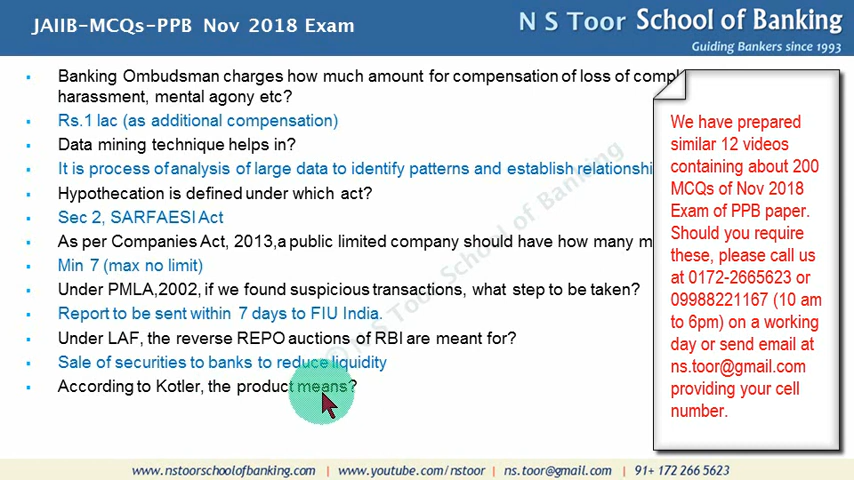 JAIIB-MCQs-PPB Nov 2018 Exam
N S Toor School of Banking
Guiding Bankers since 1993
Banking Ombudsman charges how much amount for compensation of loss of
harassment, mental agony etc?
Rs.1 lac (as additional compensation)
Data mining technique helps in?
It is process of analysis of large data to identify patterns and establish
Hypothecation is defined under which act?
Sec 2, SARFAESI Act
As per Companies Act, 2013,a public limited company should have how many
Min 7 (max no limit)
Under PMLA,2002, if we found suspicious transactions, what step to be taken?
Report to be sent within 7 days to FIU India.
Under LAF, the reverse REPO auctions of RBI are meant for?
Sale of securities to banks to reduce liquidity
According to Kotler, the product means?
We have prepared
similar 12 videos
containing about 200
MCQs of Nov 2018
Exam of PPB paper.
Should you require
these, please call us
at 0172-2665623 or
09988221167 (10 am
to 6pm) on a working
day or send email at
ns.toor@gmail.com
providing your cell
number.
© N S Toor School of Banking
www.nstoorschoolofbanking.com | www.youtube.com/nstoor | ns.toor@gmail.com | 91+ 172 266 5623